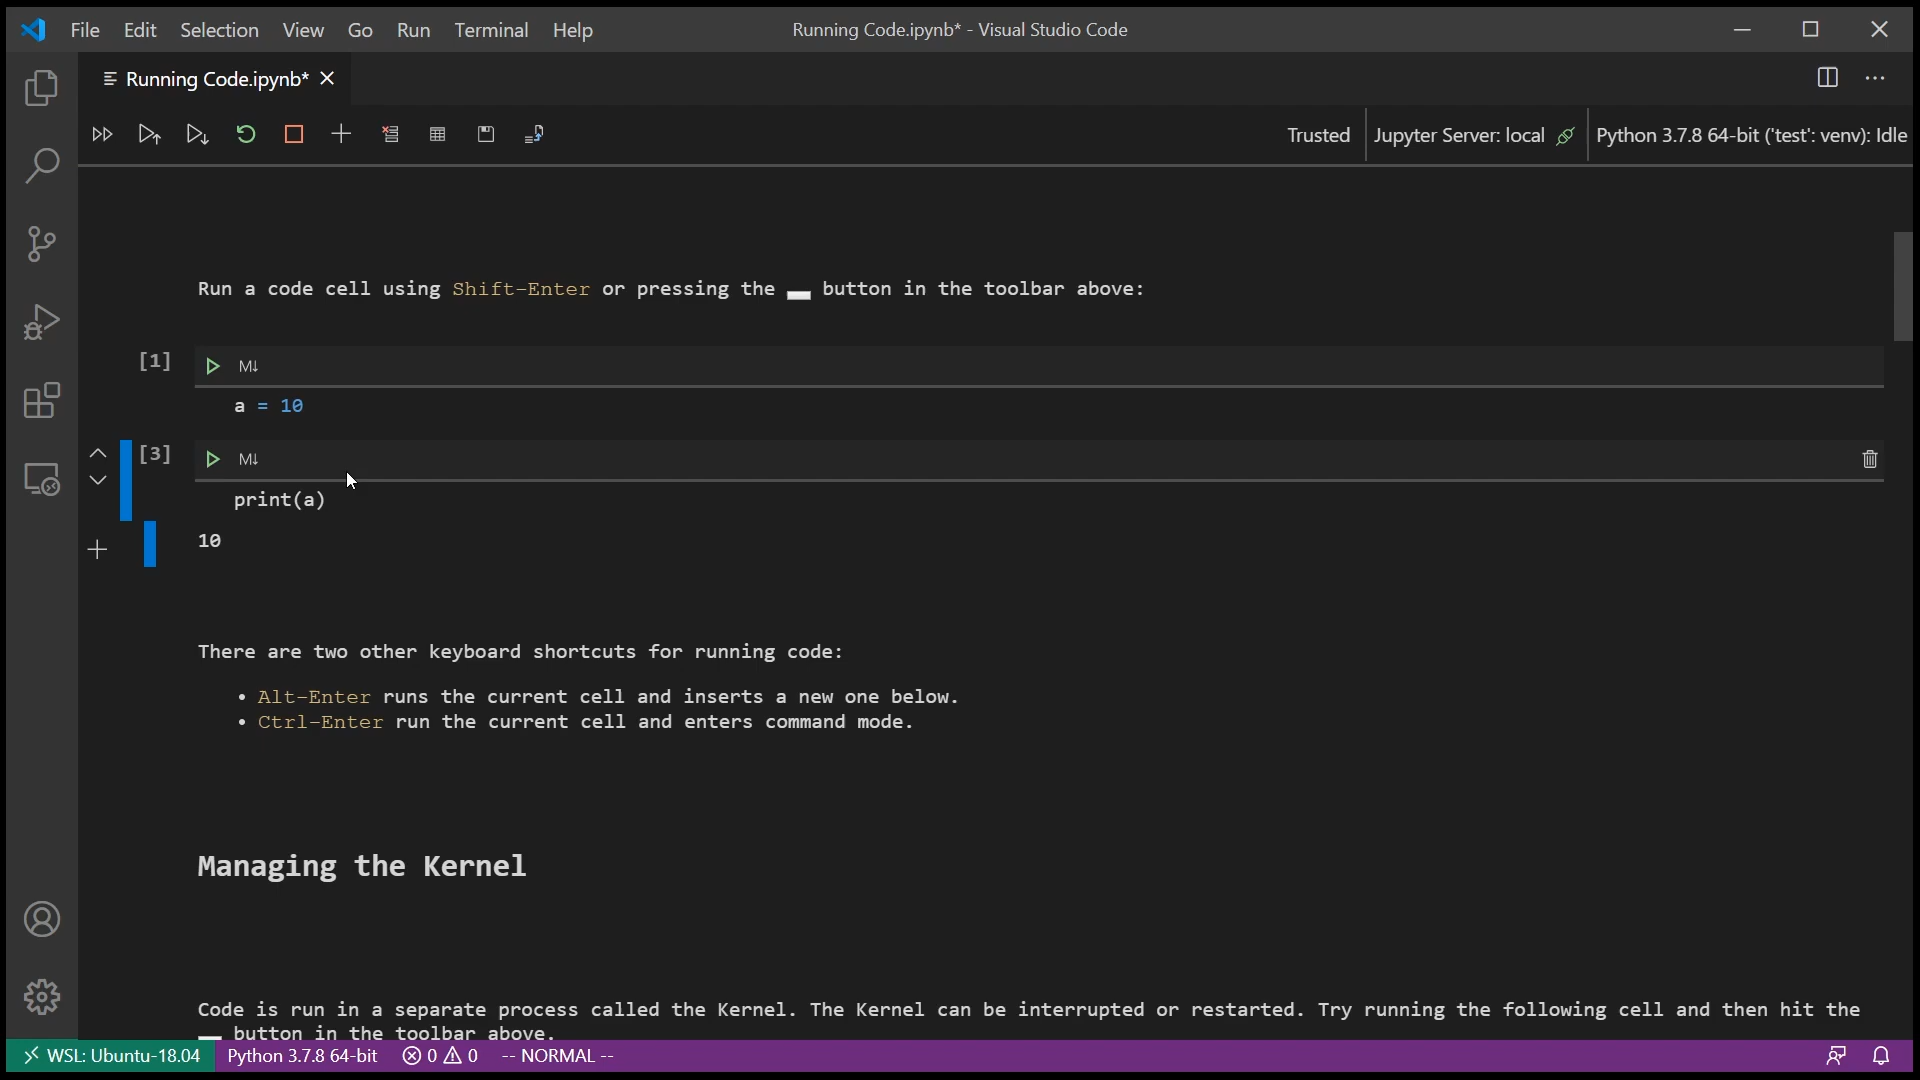 File Edit Selection View Go Run Terminal Help Running Code.ipynb* - Visual Studio Code
Running Code.ipynb*
Trusted Jupyter Server: local Python 3.7.8 64-bit ('test': venv): Idle
Run a code cell using Shift-Enter or pressing the button in the toolbar above:
[1] M↓
a = 10
[3] M↓
print(a)
10
There are two other keyboard shortcuts for running code:
• Alt-Enter runs the current cell and inserts a new one below.
• Ctrl-Enter run the current cell and enters command mode.
Managing the Kernel
Code is run in a separate process called the Kernel. The Kernel can be interrupted or restarted. Try running the following cell and then hit the
button in the toolbar above.
WSL: Ubuntu-18.04 Python 3.7.8 64-bit 0 0 -- NORMAL --